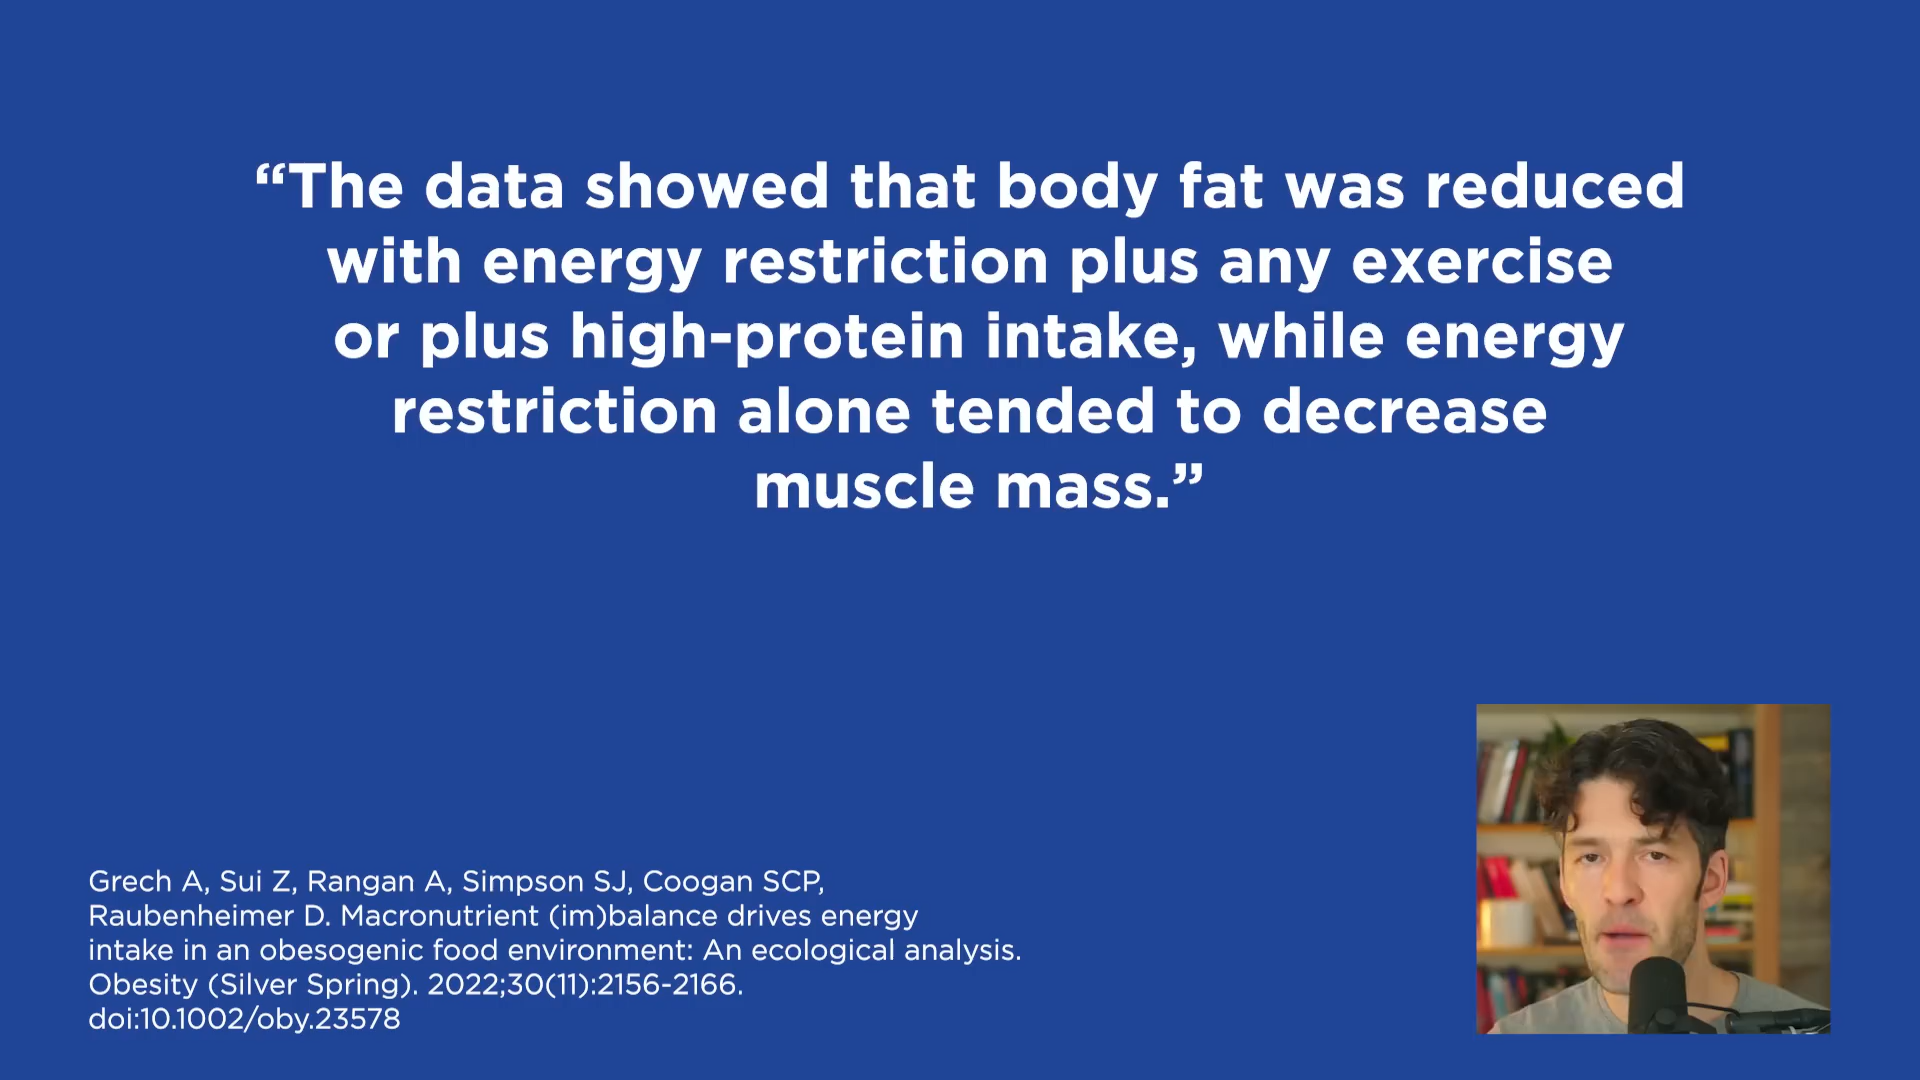 “The data showed that body fat was reduced
with energy restriction plus any exercise
or plus high-protein intake, while energy
restriction alone tended to decrease
muscle mass.”
Grech A, Sui Z, Rangan A, Simpson SJ, Coogan SCP,
Raubenheimer D. Macronutrient (im)balance drives energy
intake in an obesogenic food environment: An ecological analysis.
Obesity (Silver Spring). 2022;30(11):2156-2166.
doi:10.1002/oby.23578